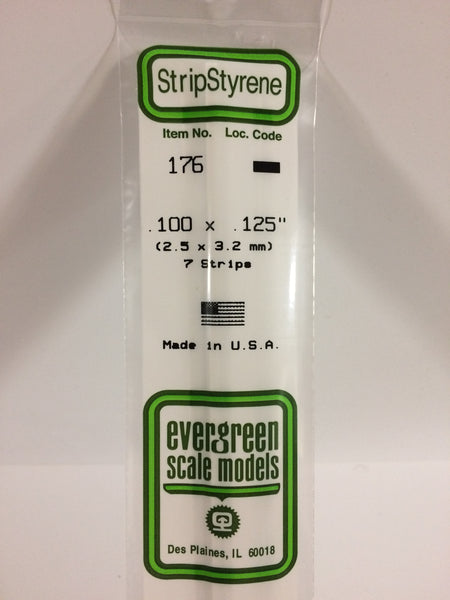 StripStyrene
Item No. Loc. Code
176
.100 x .125"
(2.5 x 3.2 mm)
7 Strips
Made in U.S.A.
evergreen
scale models
Des Plaines, IL 60018